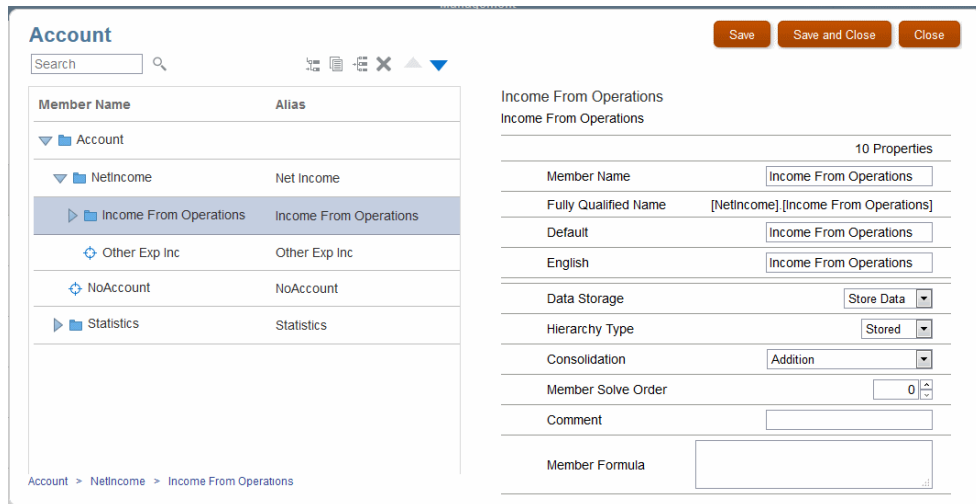 Account
Save
Save and Close
Close
Search
Member Name Alias
Account
NetIncome Net Income
Income From Operations Income From Operations
Other Exp Inc Other Exp Inc
NoAccount NoAccount
Statistics Statistics
Account > NetIncome > Income From Operations
Income From Operations
Income From Operations
10 Properties
Member Name Income From Operations
Fully Qualified Name [NetIncome].[Income From Operations]
Default Income From Operations
English Income From Operations
Data Storage Store Data
Hierarchy Type Stored
Consolidation Addition
Member Solve Order 0
Comment
Member Formula